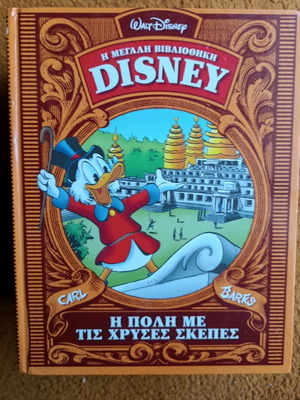 WALT DISNEY
Η ΜΕΓΑΛΗ ΒΙΒΛΙΟΘΗΚΗ
DISNEY
CARL
BARKS
Η ΠΟΛΗ ΜΕ
ΤΙΣ ΧΡΥΣΕΣ ΣΚΕΠΕΣ